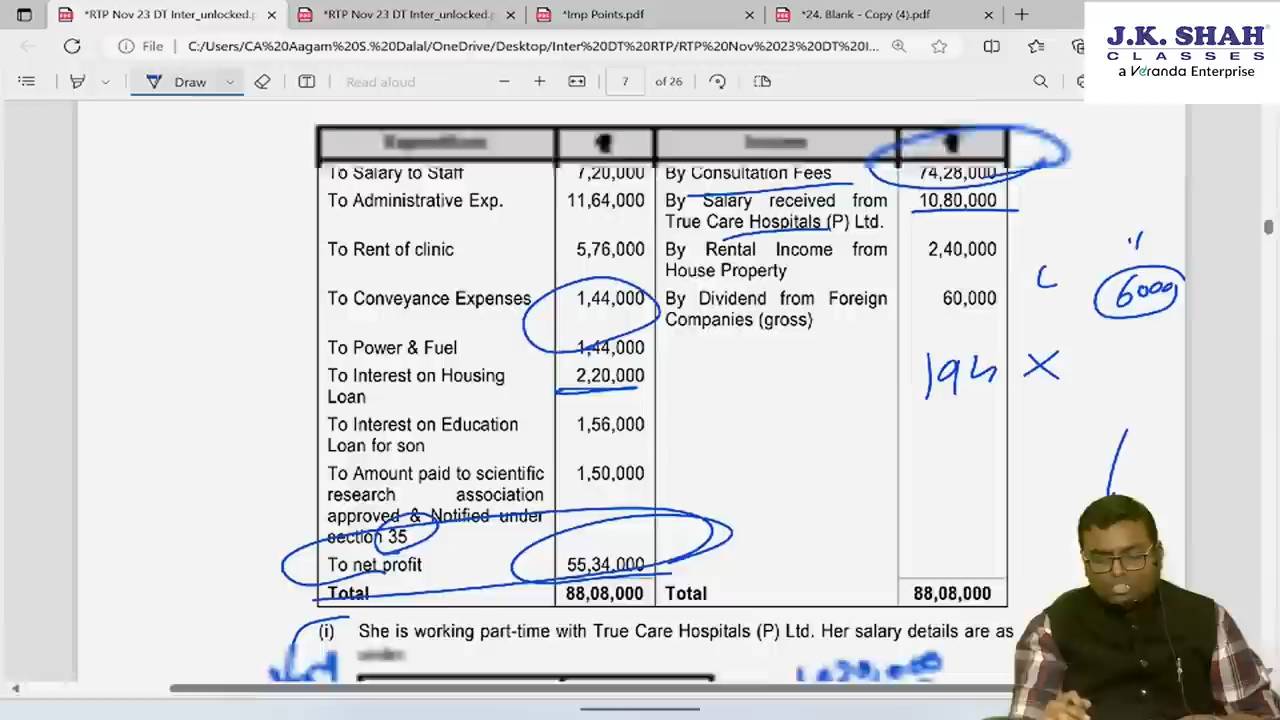 *RTP Nov 23 DT Inter_unlocked.p
*RTP Nov 23 DT Inter_unlocked.p
*Imp Points.pdf
*24. Blank - Copy (4).pdf
J.K. SHAH
CLASSES
a Veranda Enterprise
File
C:/Users/CA%20Aagam%20S.%20Dalal/OneDrive/Desktop/Inter%20DT%20RTP/RTP%20Nov%2023%20DT%20I...
Draw
Read aloud
7 of 26
Expenditure ₹ Income ₹
To Salary to Staff 7,20,000 By Consultation Fees 74,28,000
To Administrative Exp. 11,64,000 By Salary received from 10,80,000
True Care Hospitals (P) Ltd.
To Rent of clinic 5,76,000 By Rental Income from 2,40,000
House Property
To Conveyance Expenses 1,44,000 By Dividend from Foreign 60,000
Companies (gross)
6000
To Power & Fuel 1,44,000
To Interest on Housing 2,20,000
Loan
194 X
To Interest on Education 1,56,000
Loan for son
To Amount paid to scientific 1,50,000
research association
approved & Notified under
section 35
To net profit 55,34,000
Total 88,08,000 Total 88,08,000
(i) She is working part-time with True Care Hospitals (P) Ltd. Her salary details are as
under